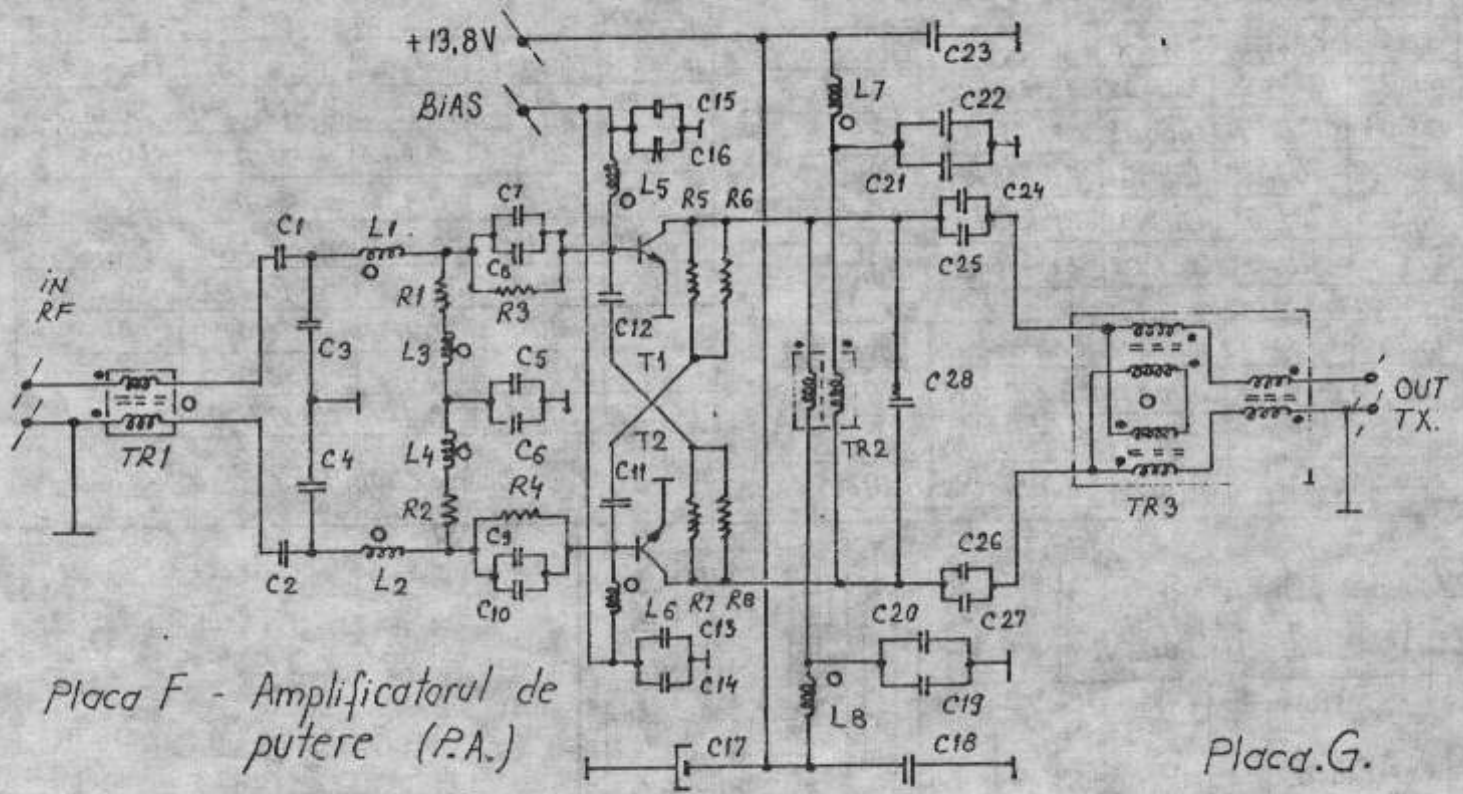 +13,8V
C23
BiAS
C15
L7
C22
C16
C21
L5
R5 R6
C24
C7
C1
L1
C8
C25
iN
RF
R1
R3
C12
C3
L3
C5
T1
C28
OUT
TX.
TR1
C4
L4
C6
T2
TR2
C11
R2
R4
TR3
C9
C26
C2
L2
C10
L6
R7 R8
C20
C27
C13
C14
C19
L8
Placa F - Amplificatorul de
putere (P.A.)
C17
C18
Placa.G.